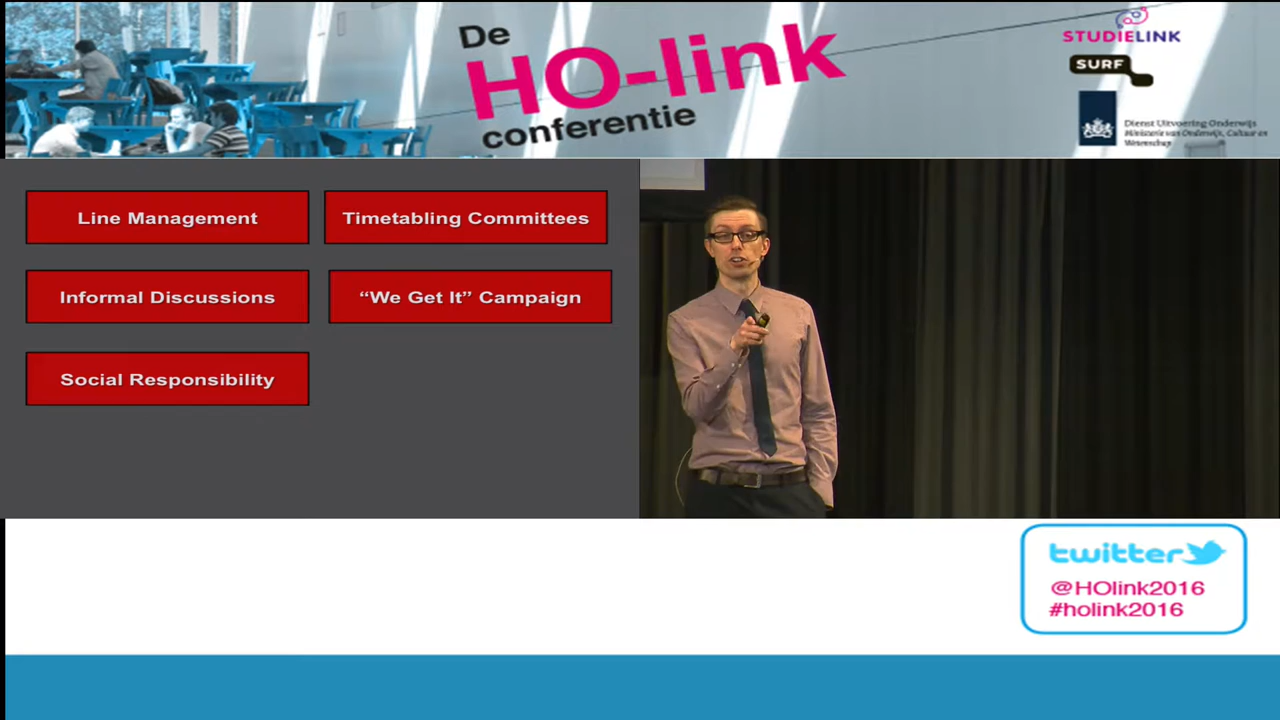 De
HO-link
conferentie
STUDIELINK
SURF
Dienst Uitvoering Onderwijs
Ministerie van Onderwijs, Cultuur en
Wetenschap
Line Management
Timetabling Committees
Informal Discussions
“We Get It” Campaign
Social Responsibility
twitter
@HOlink2016
#holink2016